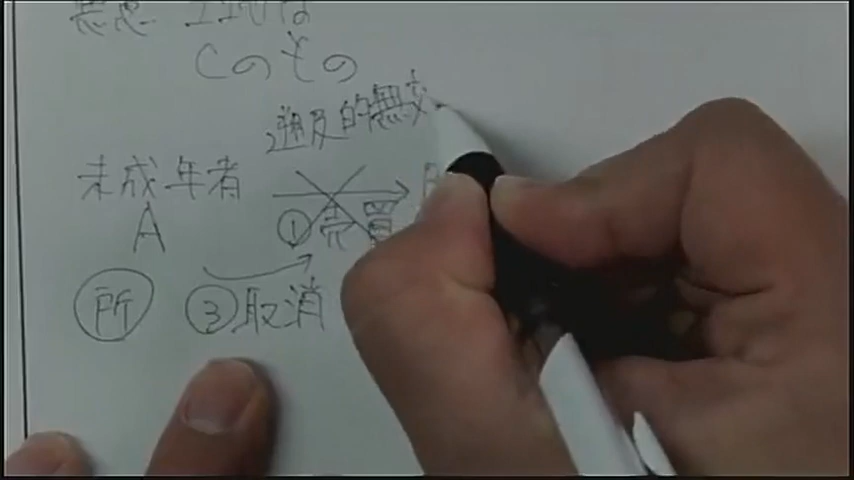 Cのもの
遡及的無交
未成年者
①売買
A
所 ③取消